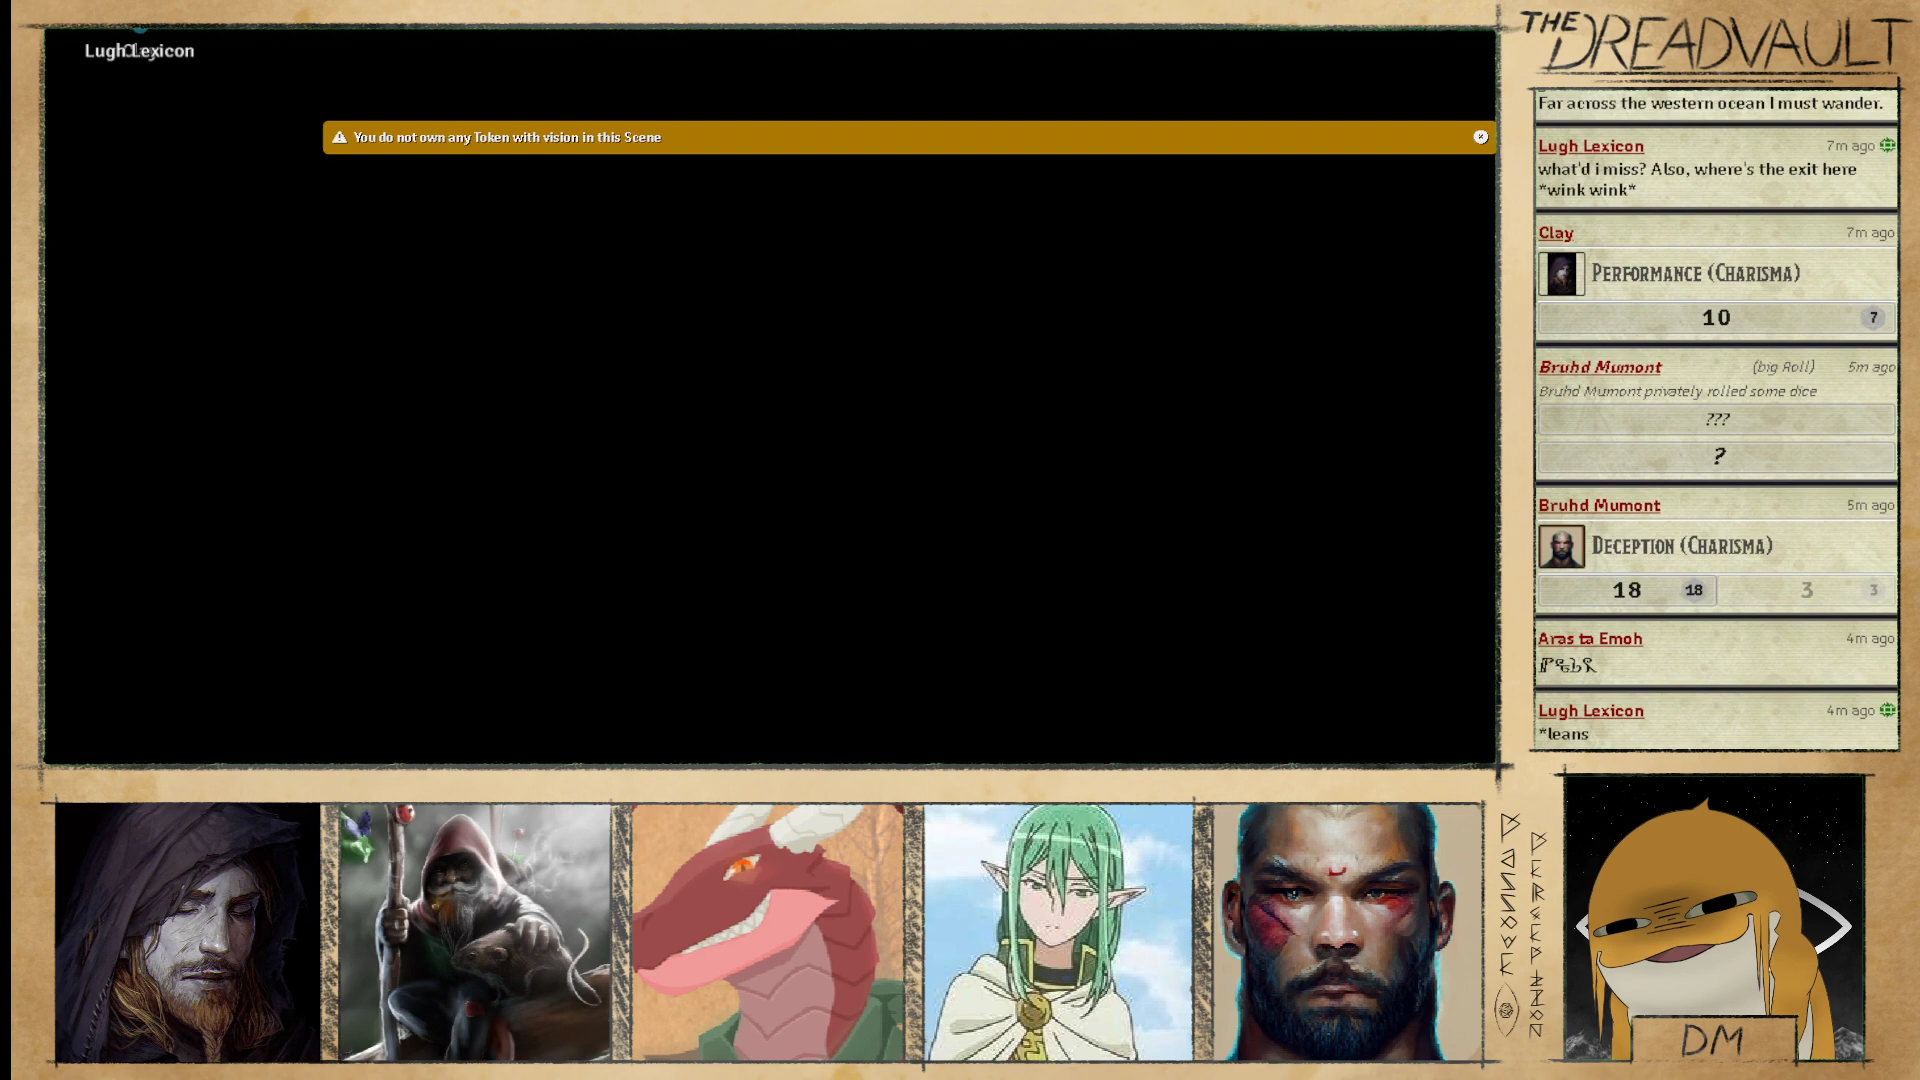 Lugh Lexicon
You do not own any Token with vision in this Scene
THE DREADVAULT
Far across the western ocean I must wander.
Lugh Lexicon 7m ago
what'd i miss? Also, where's the exit here
*wink wink*
Clay 7m ago
Performance (Charisma)
10 7
Bruhd Mumont (big Roll) 5m ago
Bruhd Mumont privately rolled some dice
???
?
Bruhd Mumont 5m ago
Deception (Charisma)
18 18 3 3
Aras ta Emoh 4m ago
Lugh Lexicon 4m ago
*leans
DM